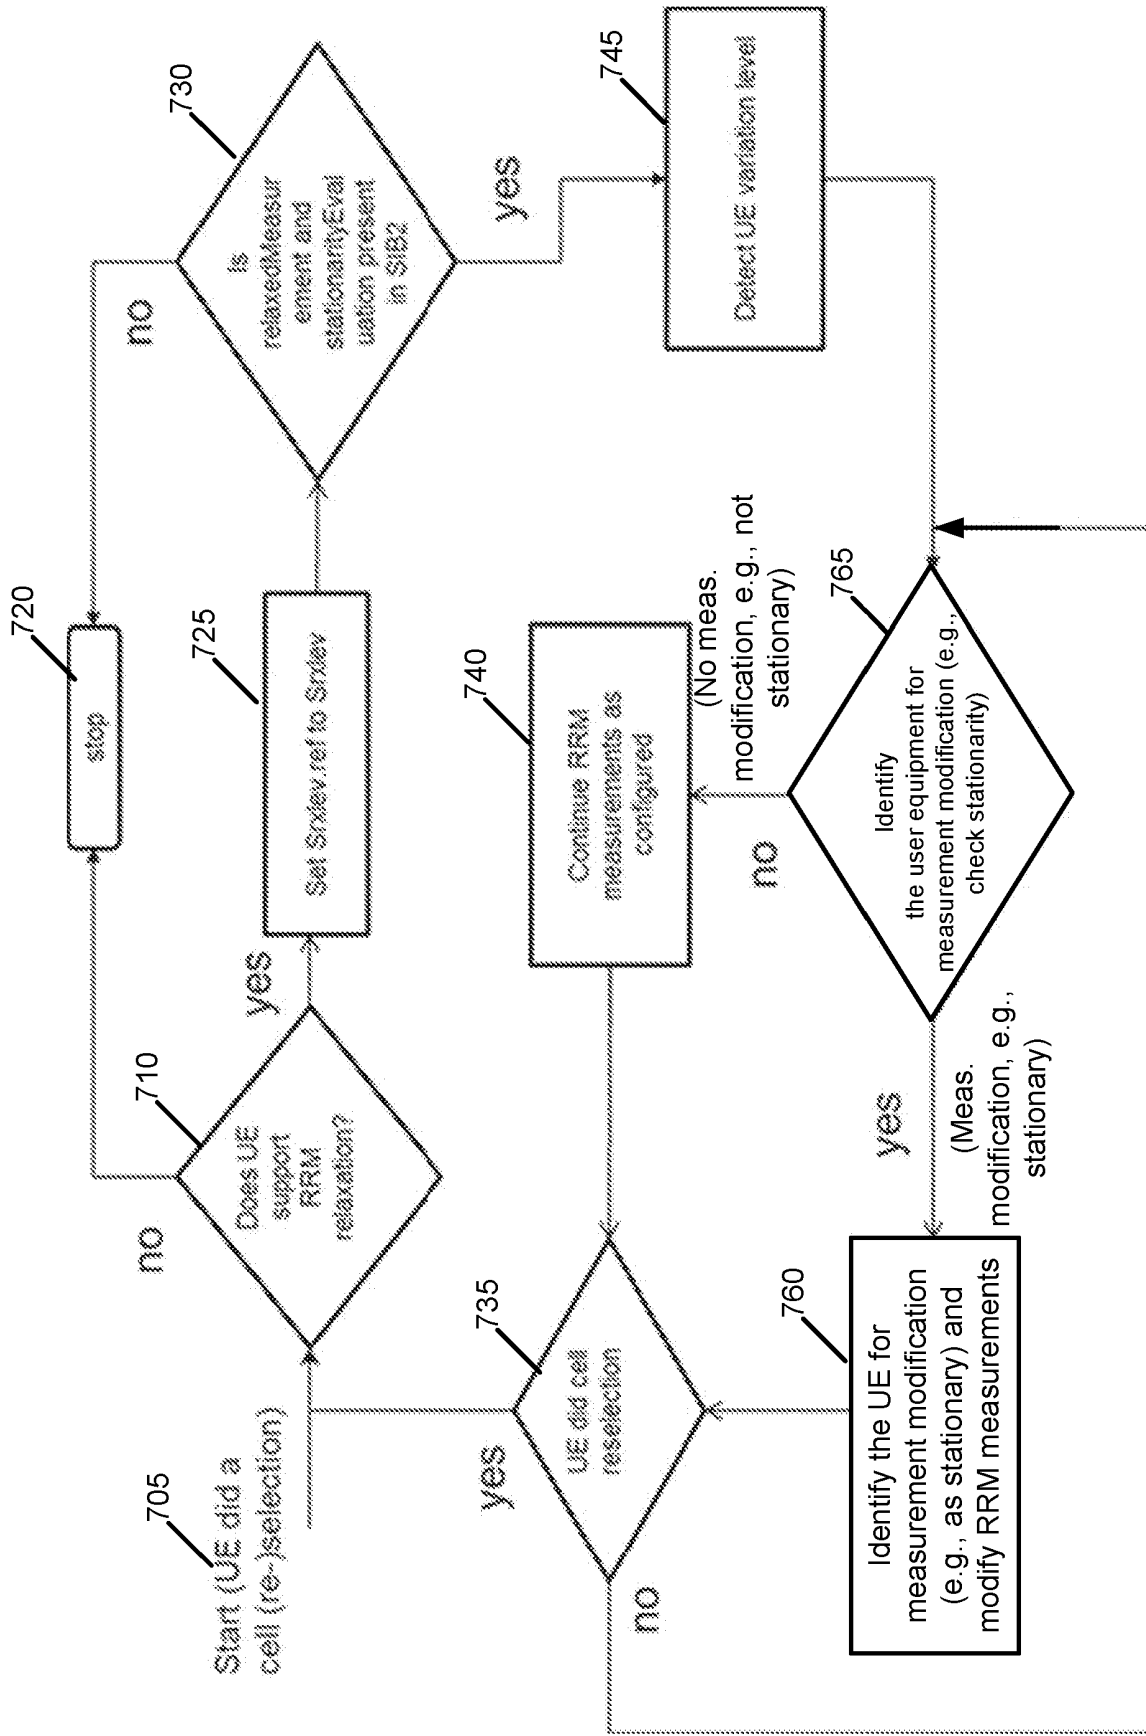 705
Start (UE did a
cell (re-)selection)
710
Does UE
support
RRM
relaxation?
no
yes
720
stop
725
Set Srxlev.ref to Srxlev
730
Is
relaxedMeasur
ement and
stationarityEval
uation present
in SIB2
no
yes
735
UE did cell
reselection
yes
no
740
Continue RRM
measurements as
configured
745
Detect UE variation level
(No meas.
modification, e.g., not
stationary)
no
765
Identify
the user equipment for
measurement modification (e.g.,
check stationarity)
yes
(Meas.
modification, e.g.,
stationary)
760
Identify the UE for
measurement modification
(e.g., as stationary) and
modify RRM measurements